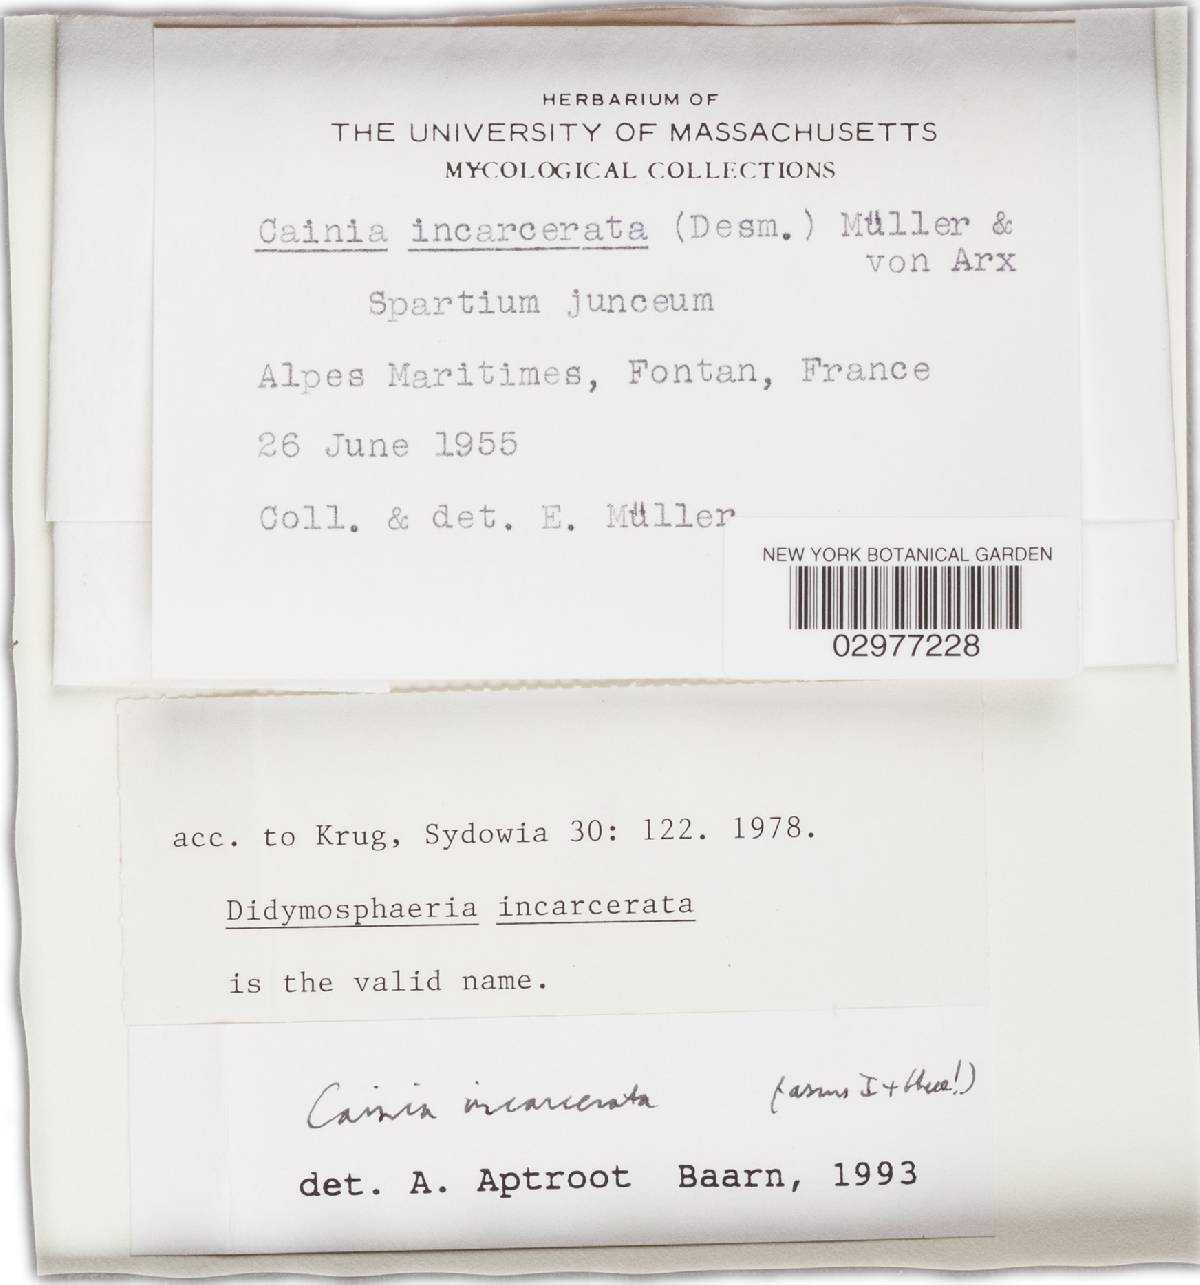 HERBARIUM OF
THE UNIVERSITY OF MASSACHUSETTS
MYCOLOGICAL COLLECTIONS
Cainia incarcerata (Desm.) Müller &
von Arx
Spartium junceum
Alpes Maritimes, Fontan, France
26 June 1955
Coll. & det. E. Müller
NEW YORK BOTANICAL GARDEN
02977228
acc. to Krug, Sydowia 30: 122. 1978.
Didymosphaeria incarcerata
is the valid name.
Cainia incarcerata (asmus I + blue!)
det. A. Aptroot Baarn, 1993